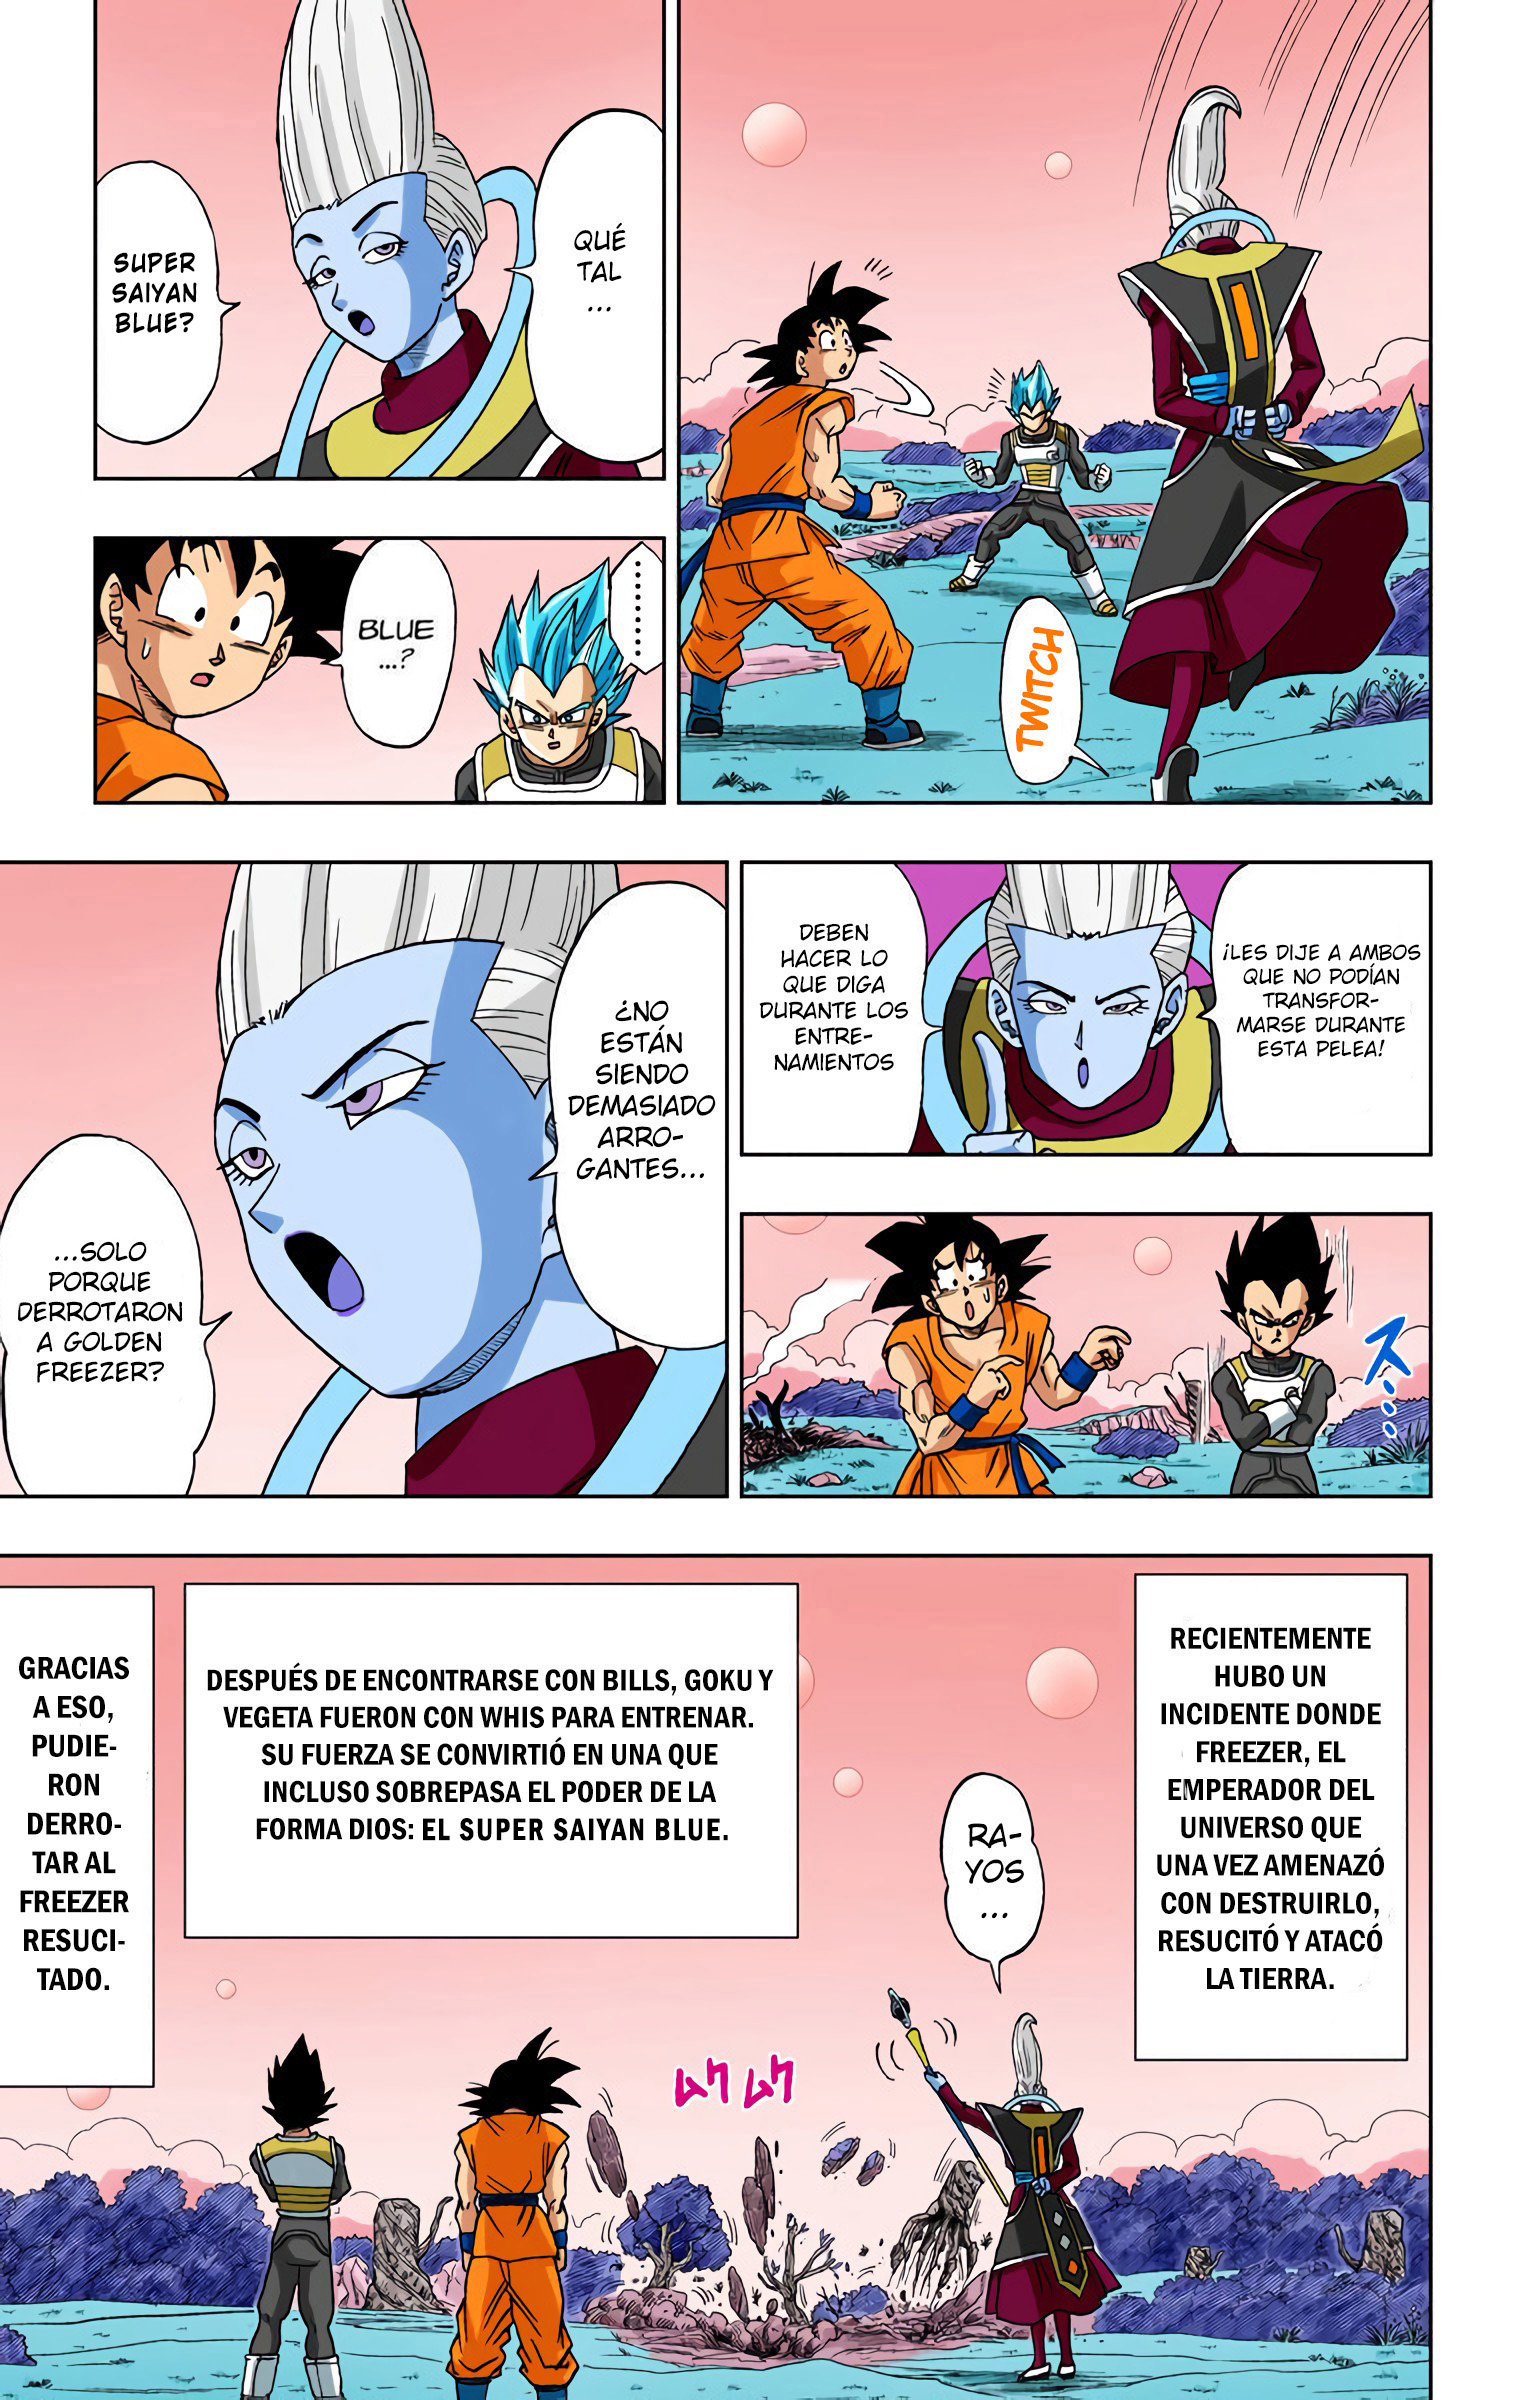 TWITCH
QUÉ
TAL
...
SUPER
SAIYAN
BLUE?
.........
BLUE
...?
¡LES DIJE A AMBOS
QUE NO PODÍAN
TRANSFOR-
MARSE DURANTE
ESTA PELEA!
DEBEN
HACER LO
QUE DIGA
DURANTE LOS
ENTRE-
NAMIENTOS
ス...
¿NO
ESTÁN
SIENDO
DEMASIADO
ARRO-
GANTES...
...SOLO
PORQUE
DERROTARON
A GOLDEN
FREEZER?
RECIENTEMENTE
HUBO UN
INCIDENTE DONDE
FREEZER, EL
EMPERADOR DEL
UNIVERSO QUE
UNA VEZ AMENAZÓ
CON DESTRUIRLO,
RESUCITÓ Y ATACÓ
LA TIERRA.
RA-
YOS
...
DESPUÉS DE ENCONTRARSE CON BILLS, GOKU Y
VEGETA FUERON CON WHIS PARA ENTRENAR.
SU FUERZA SE CONVIRTIÓ EN UNA QUE
INCLUSO SOBREPASA EL PODER DE LA
FORMA DIOS: EL SUPER SAIYAN BLUE.
GRACIAS
A ESO,
PUDIE-
RON
DERRO-
TAR AL
FREEZER
RESUCI-
TADO.
ムク ムク